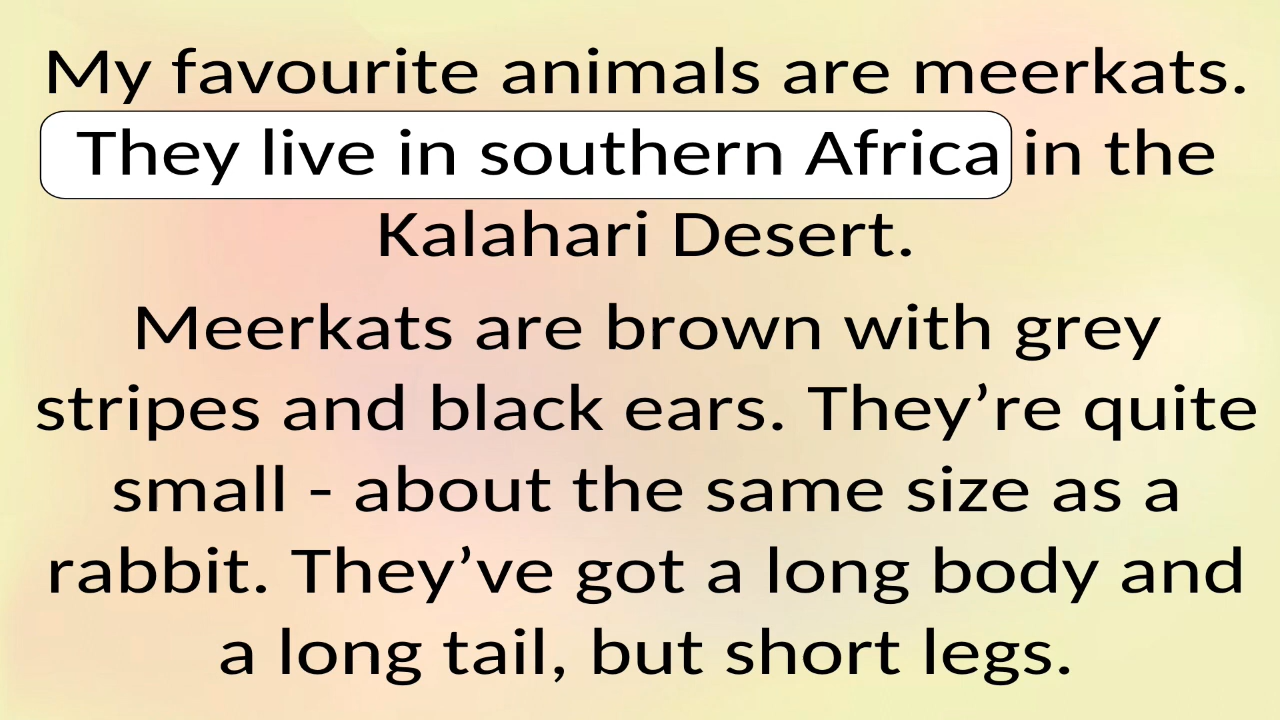 My favourite animals are meerkats.
They live in southern Africa in the
Kalahari Desert.
Meerkats are brown with grey
stripes and black ears. They’re quite
small - about the same size as a
rabbit. They’ve got a long body and
a long tail, but short legs.